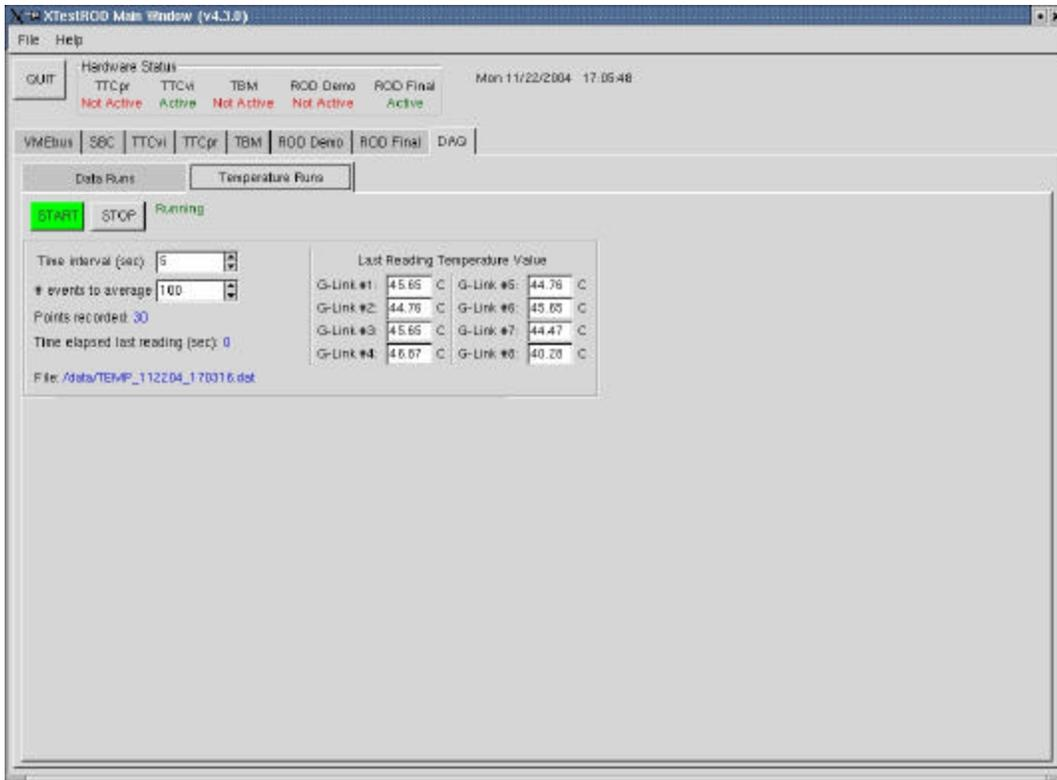 XTestROD Main Window (v4.3.0)
File Help
QUIT
Hardware Status
TTCpr TTCvi TBM ROD Demo ROD Final
Not Active Active Not Active Not Active Active
Mon 11/22/2004 17:05:48
VMEbus SBC TTCvi TTCpr TBM ROD Demo ROD Final DAQ
Data Runs Temperature Runs
START STOP Running
Time interval (sec) 5
# events to average 100
Points recorded: 30
Time elapsed last reading (sec): 0
File: /data/TEMP_112204_170316.dat
Last Reading Temperature Value
G-Link #1: 45.65 C G-Link #5: 44.76 C
G-Link #2: 44.76 C G-Link #6: 45.65 C
G-Link #3: 45.65 C G-Link #7: 44.47 C
G-Link #4: 46.87 C G-Link #8: 40.28 C